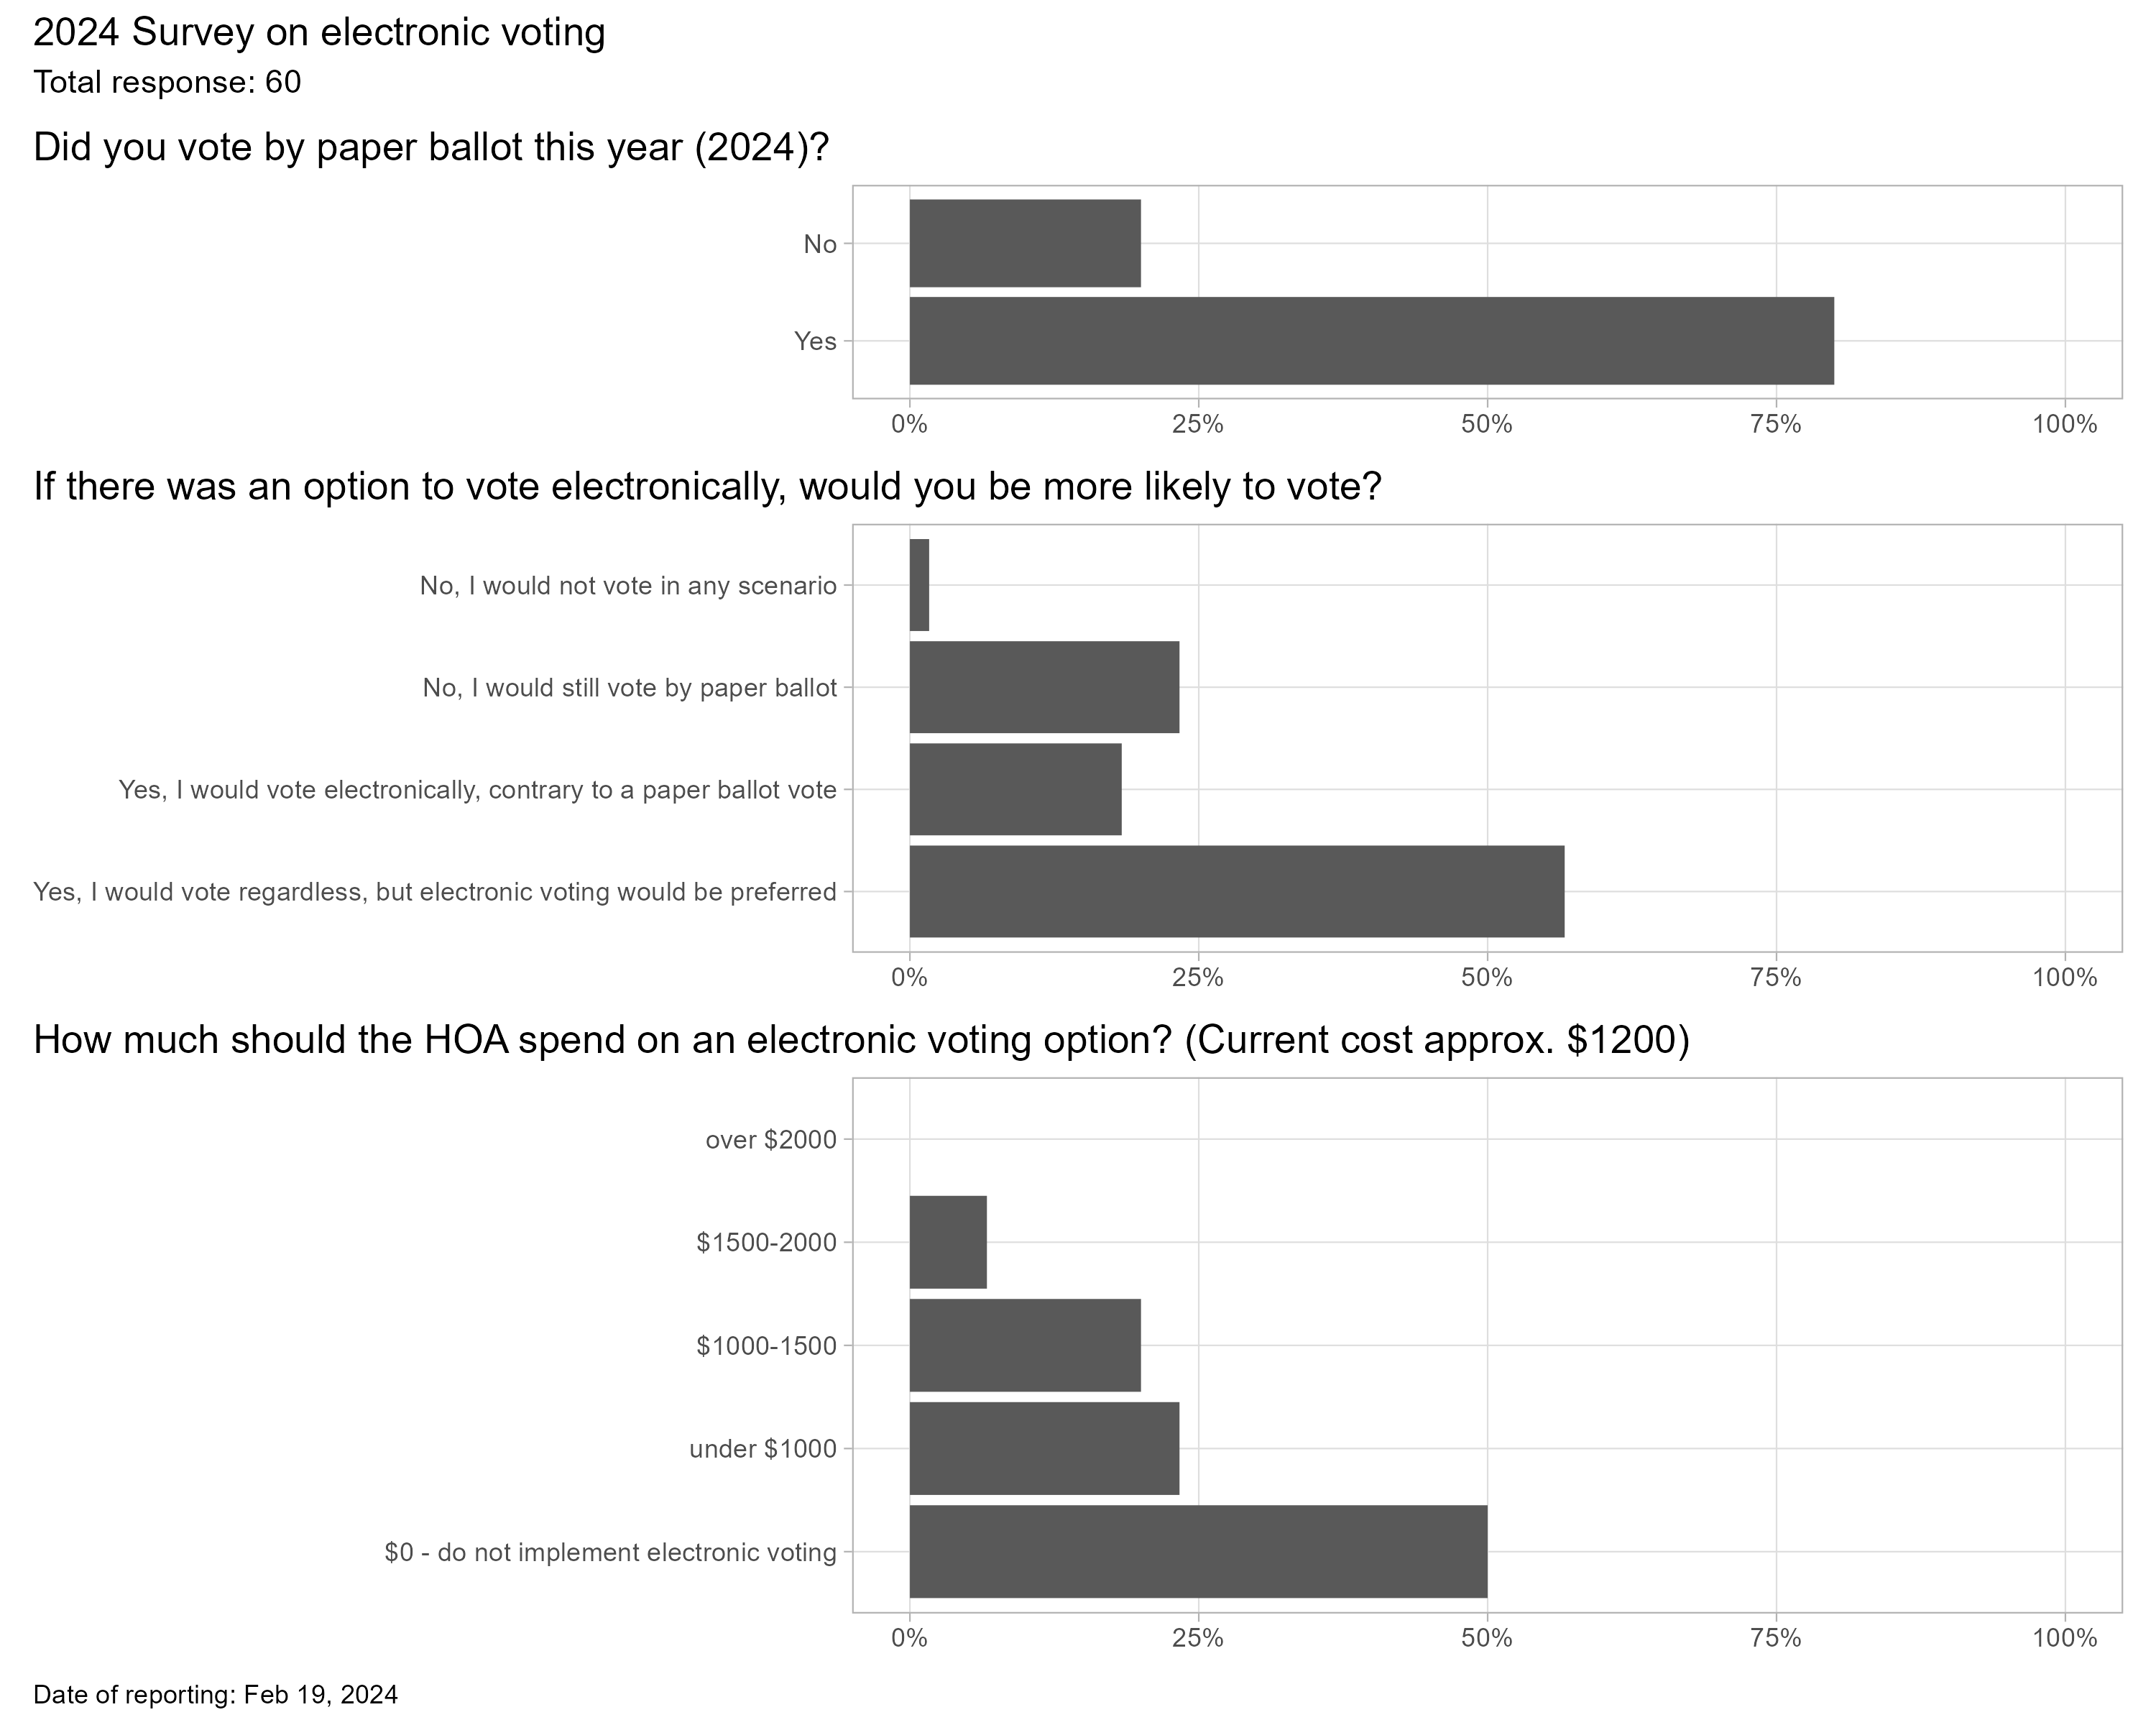 2024 Survey on electronic voting
Total response: 60
Did you vote by paper ballot this year (2024)?
No
Yes
0% 25% 50% 75% 100%
If there was an option to vote electronically, would you be more likely to vote?
No, I would not vote in any scenario
No, I would still vote by paper ballot
Yes, I would vote electronically, contrary to a paper ballot vote
Yes, I would vote regardless, but electronic voting would be preferred
0% 25% 50% 75% 100%
How much should the HOA spend on an electronic voting option? (Current cost approx. $1200)
over $2000
$1500-2000
$1000-1500
under $1000
$0 - do not implement electronic voting
0% 25% 50% 75% 100%
Date of reporting: Feb 19, 2024